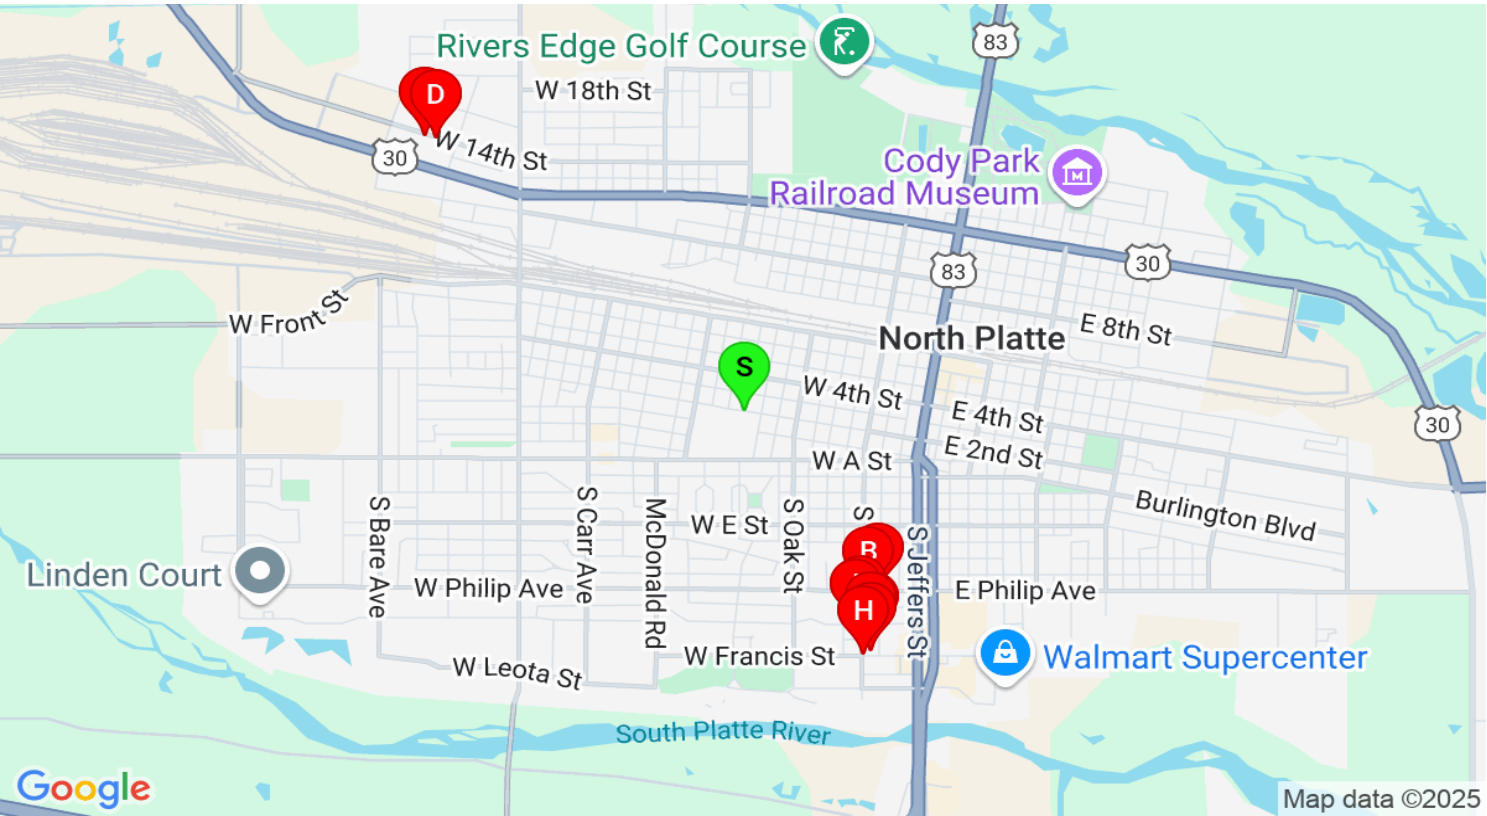 83
Rivers Edge Golf Course
W 18th St
D
W 14th St
30
Cody Park
Railroad Museum
83
30
W Front St
E 8th St
North Platte
S
W 4th St
E 4th St
30
E 2nd St
W A St
Burlington Blvd
S Bare Ave
S Carr Ave
McDonald Rd
W E St
S Oak St
S
B
S Jeffers St
Linden Court
W Philip Ave
E Philip Ave
H
W Francis St
W Leota St
Walmart Supercenter
South Platte River
Google
Map data ©2025